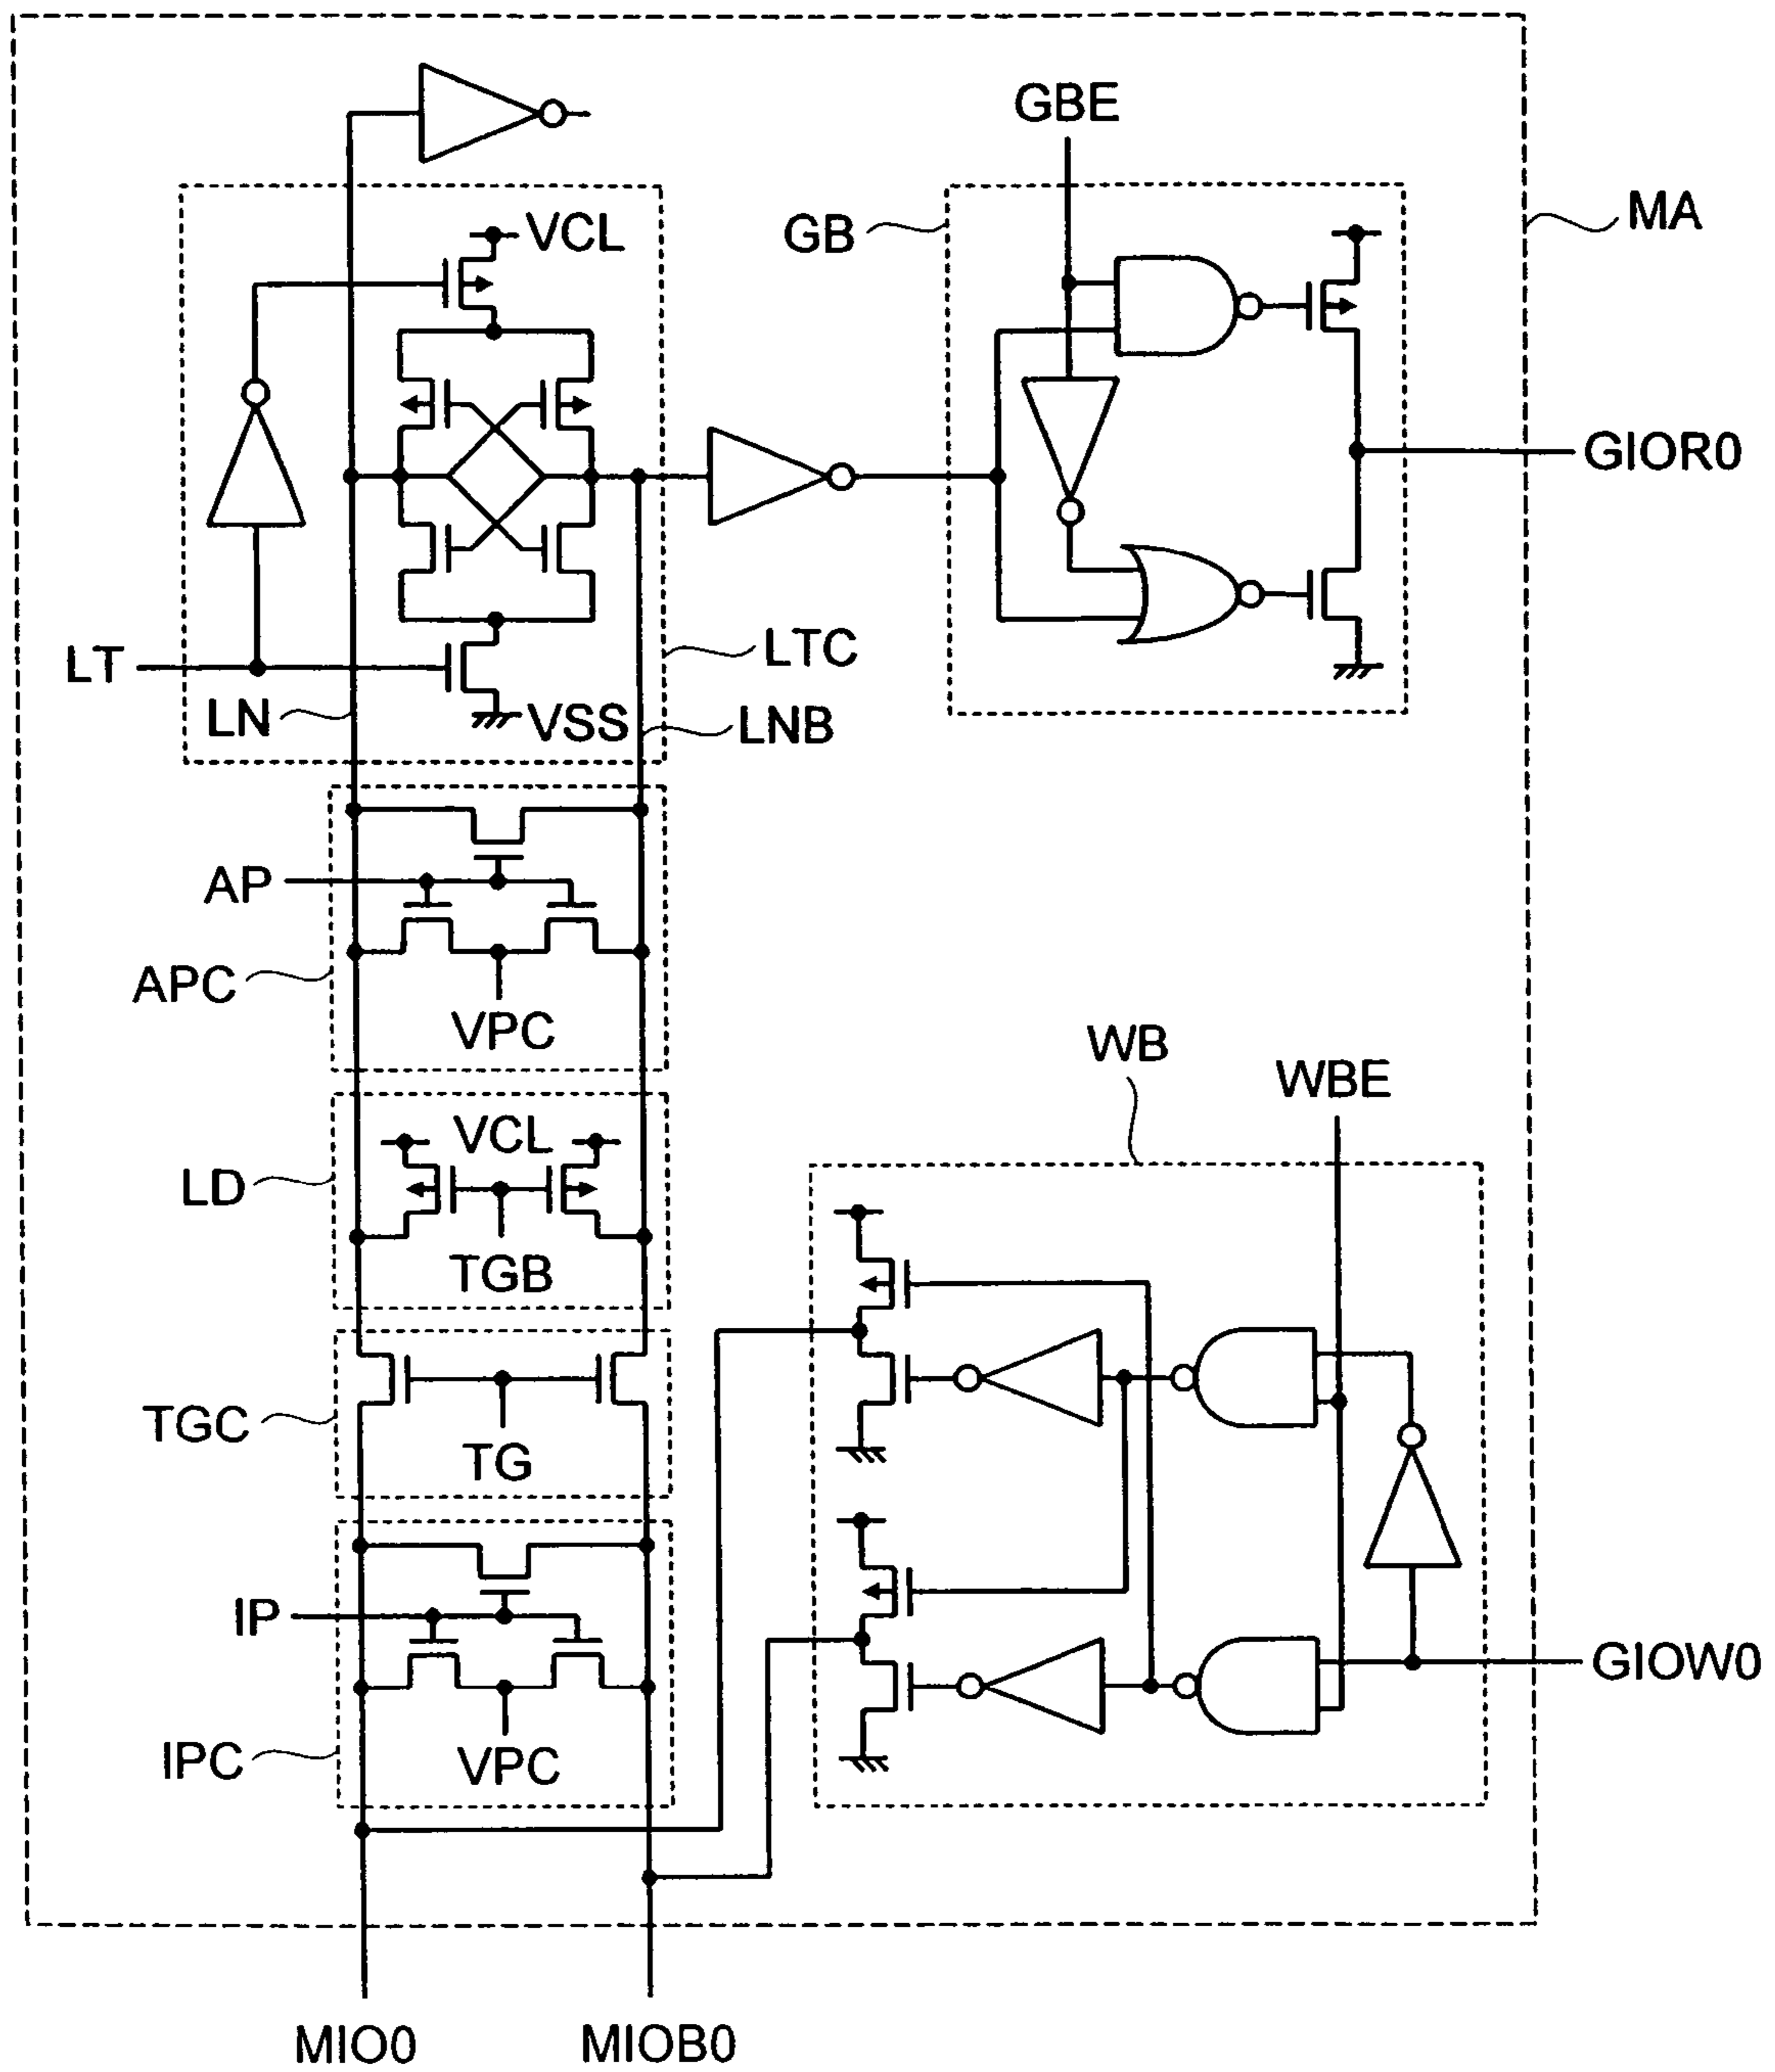 GBE
MA
GB
VCL
GIOR0
LT
LTC
LN
VSS
LNB
AP
APC
VPC
WB
WBE
VCL
LD
TGB
TGC
TG
IP
GIOW0
IPC
VPC
MIO0
MIOB0